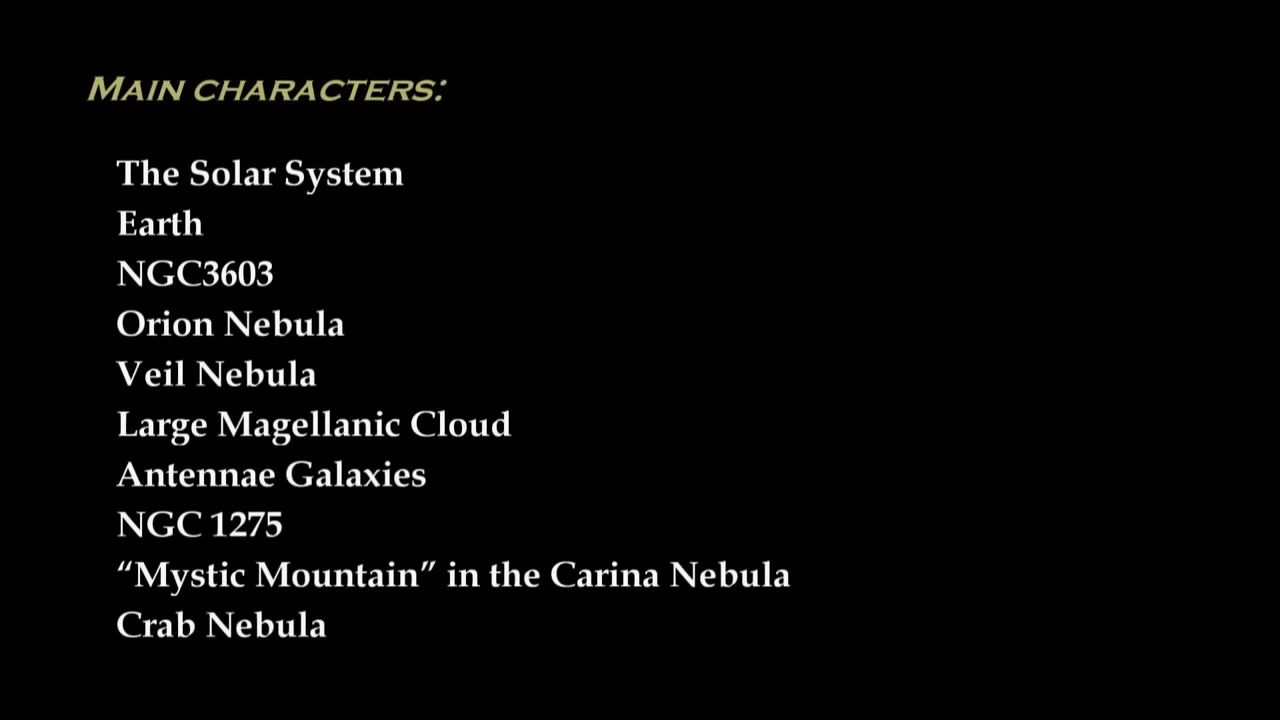 Main characters:
The Solar System
Earth
NGC3603
Orion Nebula
Veil Nebula
Large Magellanic Cloud
Antennae Galaxies
NGC 1275
“Mystic Mountain” in the Carina Nebula
Crab Nebula